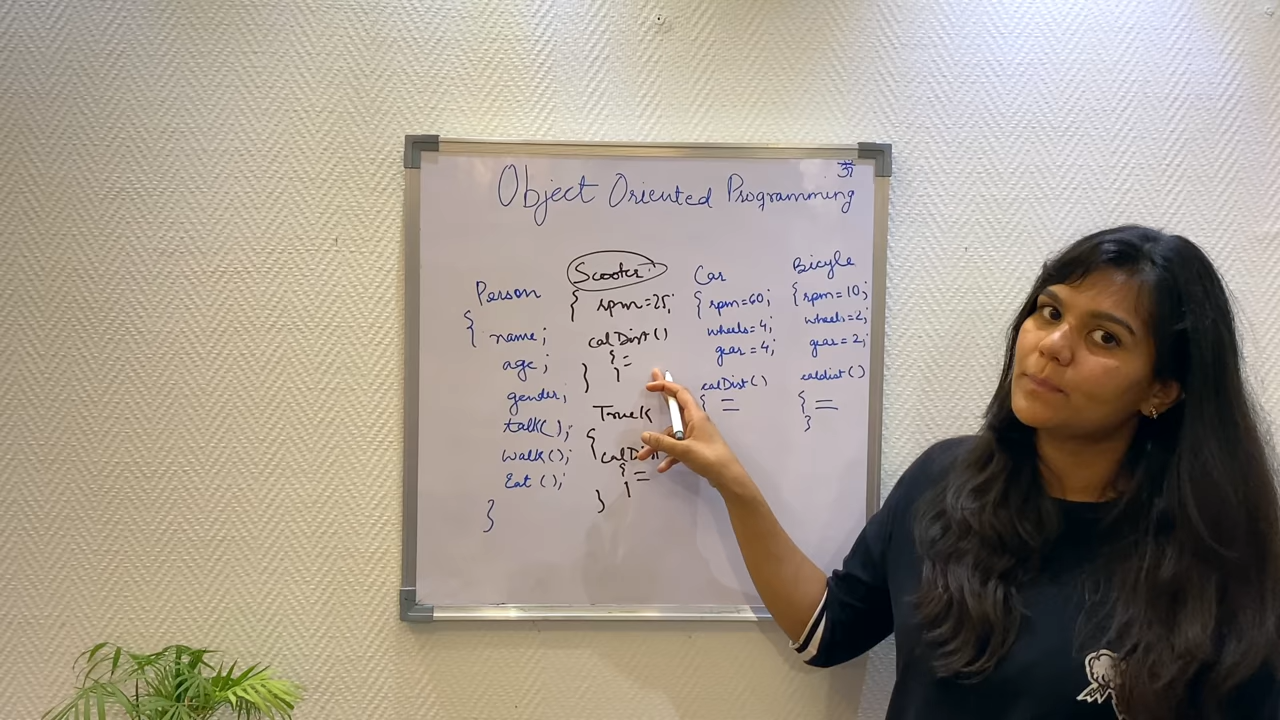 ॐ
Object Oriented Programming
Person
{ name;
age;
gender;
talk();
walk();
Eat();
}
Scooter
{ rpm=25;
calDist()
{ =
}
}
Truck
{
calDist
{ =
}
}
Car
{ rpm=60;
wheels=4;
gear=4;
calDist()
{ =
Bicyle
{ rpm=10;
wheels=2;
gear=2;
caldist()
{ =
}